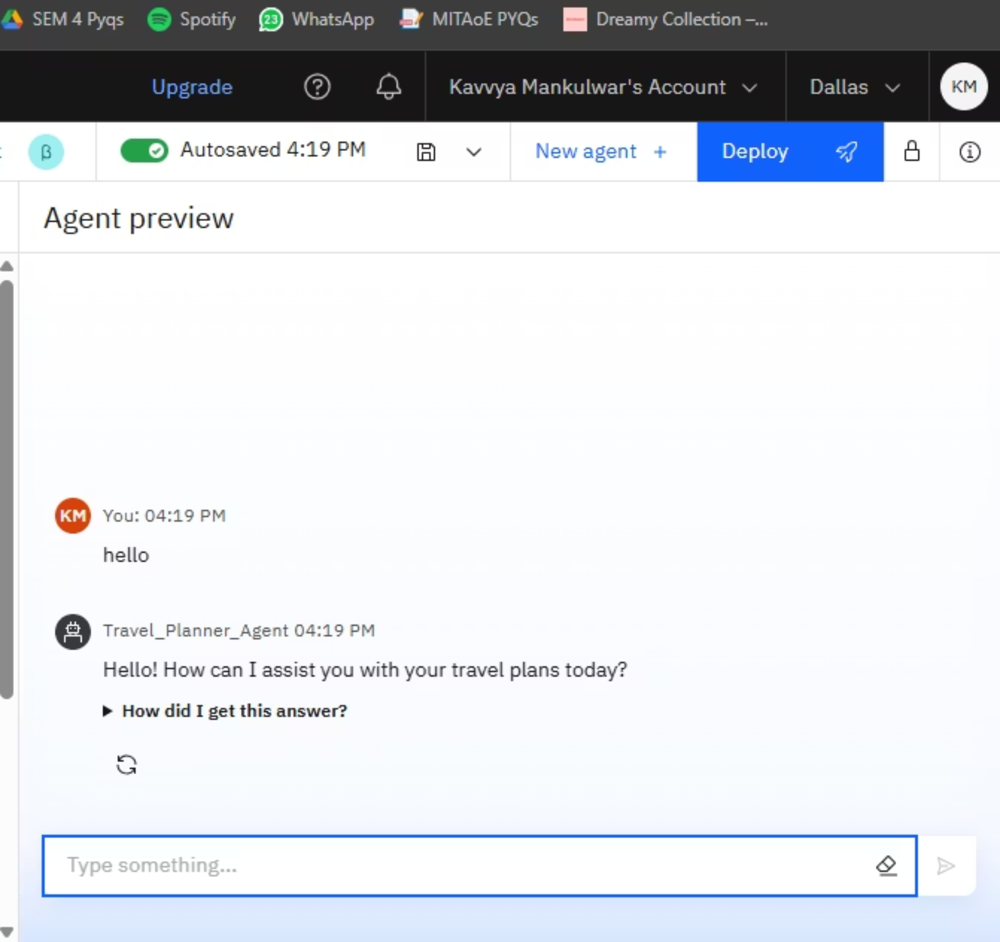 SEM 4 Pyqs Spotify 23 WhatsApp MITAoE PYQs Dreamy Collection –...
Upgrade Kavvya Mankulwar's Account Dallas KM
β Autosaved 4:19 PM New agent + Deploy
Agent preview
KM You: 04:19 PM
hello
Travel_Planner_Agent 04:19 PM
Hello! How can I assist you with your travel plans today?
How did I get this answer?
Type something...